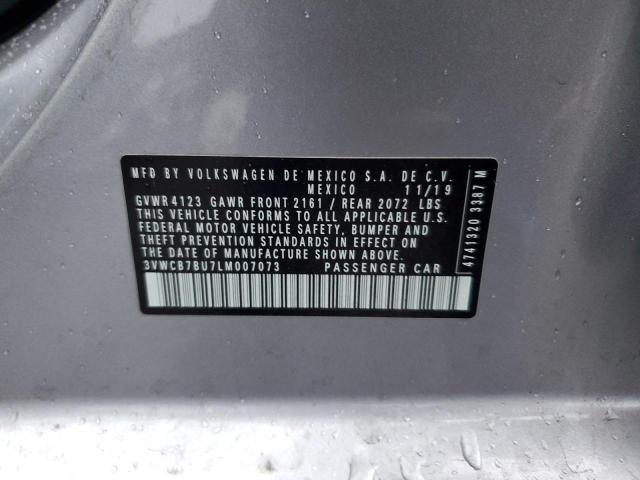 MFD BY VOLKSWAGEN DE MEXICO S.A. DE C.V.
MEXICO 11/19
GVWR 4123 GAWR FRONT 2161 / REAR 2072 LBS
THIS VEHICLE CONFORMS TO ALL APPLICABLE U.S.
FEDERAL MOTOR VEHICLE SAFETY, BUMPER AND
THEFT PREVENTION STANDARDS IN EFFECT ON
THE DATE OF MANUFACTURE SHOWN ABOVE.
3VWCB7BU7LM007073 PASSENGER CAR
4741320 3387 M